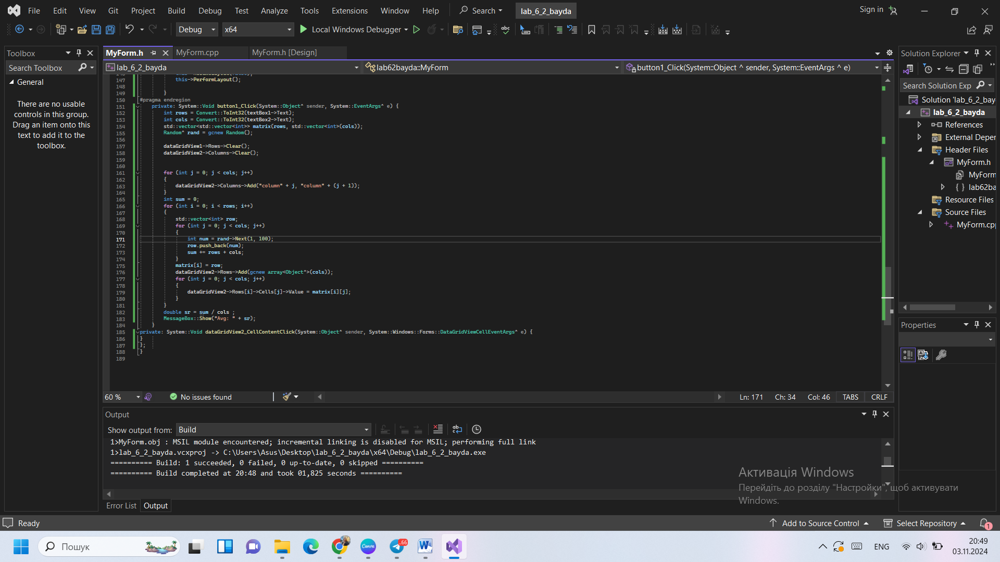 File Edit View Git Project Build Debug Test Analyze Tools Extensions Window Help Search lab_6_2_bayda Sign in
Debug x64 Local Windows Debugger
Toolbox
Search Toolbox
General
There are no usable
controls in this group.
Drag an item onto this
text to add it to the
toolbox.
MyForm.h MyForm.cpp MyForm.h [Design]
lab_6_2_bayda lab62bayda::MyForm button1_Click(System::Object ^ sender, System::EventArgs ^ e)
147 this->PerformLayout();
148
149 }
150 #pragma endregion
151 private: System::Void button1_Click(System::Object^ sender, System::EventArgs^ e) {
152 int rows = Convert::ToInt32(textBox1->Text);
153 int cols = Convert::ToInt32(textBox2->Text);
154 std::vector<std::vector<int>> matrix(rows, std::vector<int>(cols));
155 Random^ rand = gcnew Random();
156
157 dataGridView1->Rows->Clear();
158 dataGridView2->Columns->Clear();
159
160
161 for (int j = 0; j < cols; j++)
162 {
163 dataGridView2->Columns->Add("column" + j, "column" + (j + 1));
164 }
165 int sum = 0;
166 for (int i = 0; i < rows; i++)
167 {
168 std::vector<int> row;
169 for (int j = 0; j < cols; j++)
170 {
171 int num = rand->Next(1, 100);
172 row.push_back(num);
173 sum += rows + cols;
174 }
175 matrix[i] = row;
176 dataGridView2->Rows->Add(gcnew array<Object^>(cols));
177 for (int j = 0; j < cols; j++)
178 {
179 dataGridView2->Rows[i]->Cells[j]->Value = matrix[i][j];
180 }
181 }
182 double sr = sum / cols ;
183 MessageBox::Show("Avg: " + sr);
184 }
185 private: System::Void dataGridView2_CellContentClick(System::Object^ sender, System::Windows::Forms::DataGridViewCellEventArgs^ e) {
186 }
187 };
188 }
189
60 % No issues found Ln: 171 Ch: 34 Col: 46 TABS CRLF
Output
Show output from: Build
1>MyForm.obj : MSIL module encountered; incremental linking is disabled for MSIL; performing full link
1>lab_6_2_bayda.vcxproj -> C:\Users\Asus\Desktop\lab_6_2_bayda\x64\Debug\lab_6_2_bayda.exe
========== Build: 1 succeeded, 0 failed, 0 up-to-date, 0 skipped ==========
========== Build completed at 20:48 and took 01,825 seconds ==========
Error List Output
Solution Explorer
Search Solution Exp
Solution 'lab_6_2_bay
lab_6_2_bayda
References
External Deper
Header Files
MyForm.h
MyForm
lab62ba
Resource Files
Source Files
MyForm.cp
Properties
Активація Windows
Перейдіть до розділу "Настройки", щоб активувати
Windows.
Ready Add to Source Control Select Repository 1
Пошук Canva 66 ENG 20:49
03.11.2024